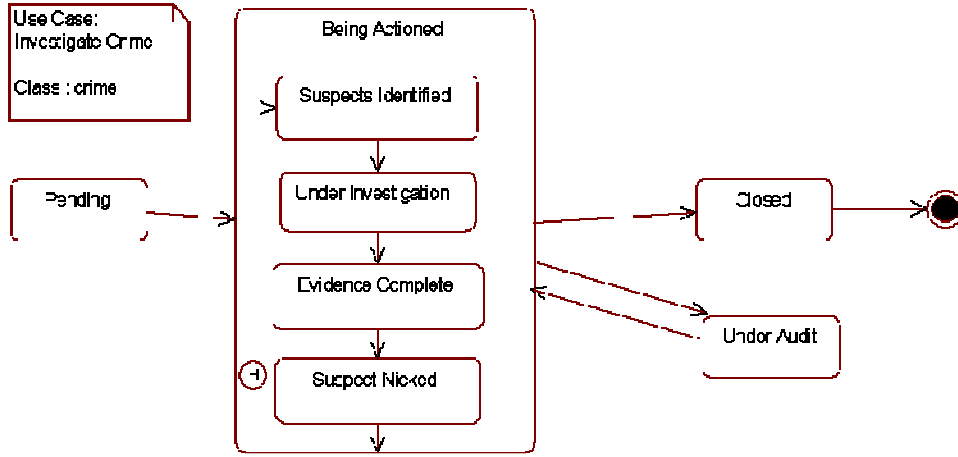 Use Case:
Investigate Crime
Class : crime
Being Actioned
Suspects Identified
Pending
Under Investigation
Closed
Evidence Complete
Under Audit
H
Suspect Nicked